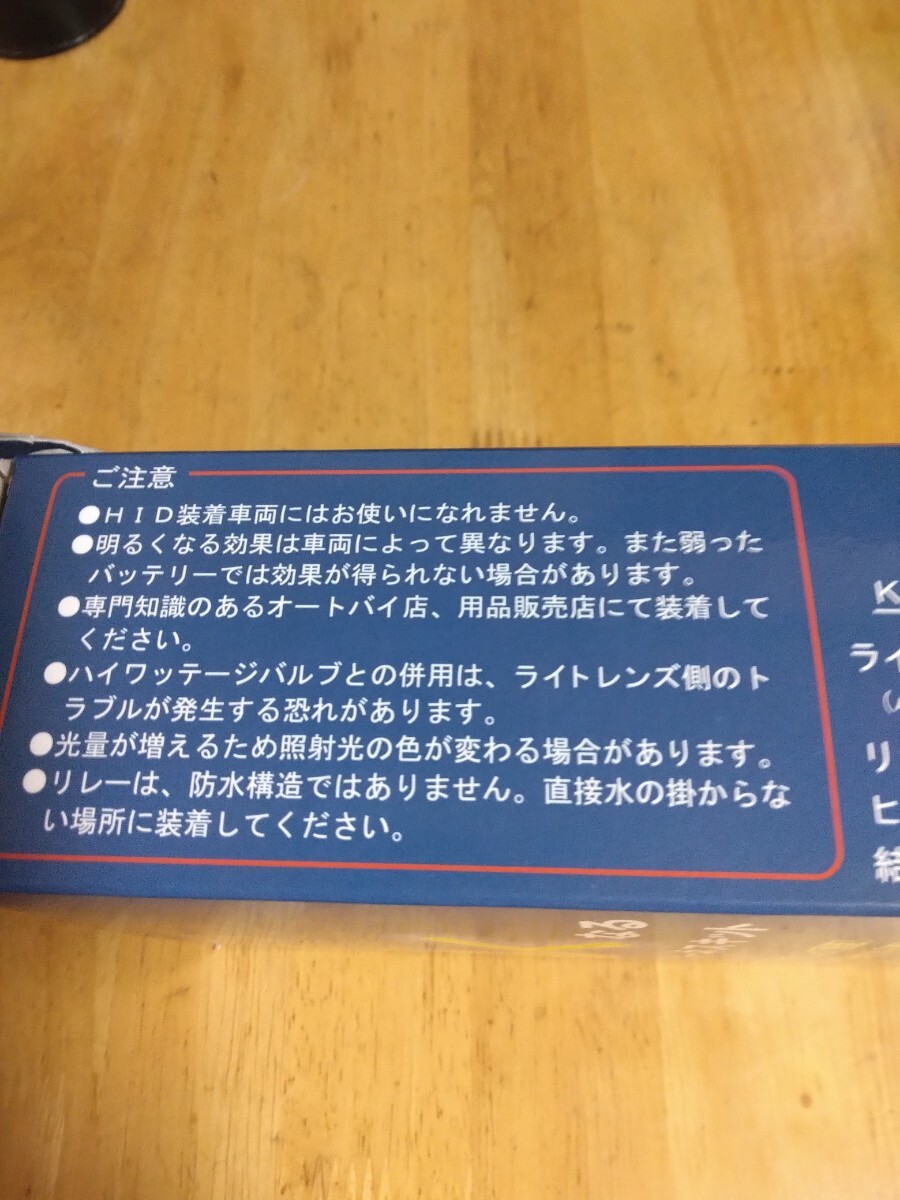 ご注意
●ＨＩＤ装着車両にはお使いになれません。
●明るくなる効果は車両によって異なります。また弱った
バッテリーでは効果が得られない場合があります。
●専門知識のあるオートバイ店、用品販売店にて装着して
ください。
●ハイワッテージバルブとの併用は、ライトレンズ側のト
ラブルが発生する恐れがあります。
●光量が増えるため照射光の色が変わる場合があります。
●リレーは、防水構造ではありません。直接水の掛からな
い場所に装着してください。
K
ライ
リ
ヒ
結